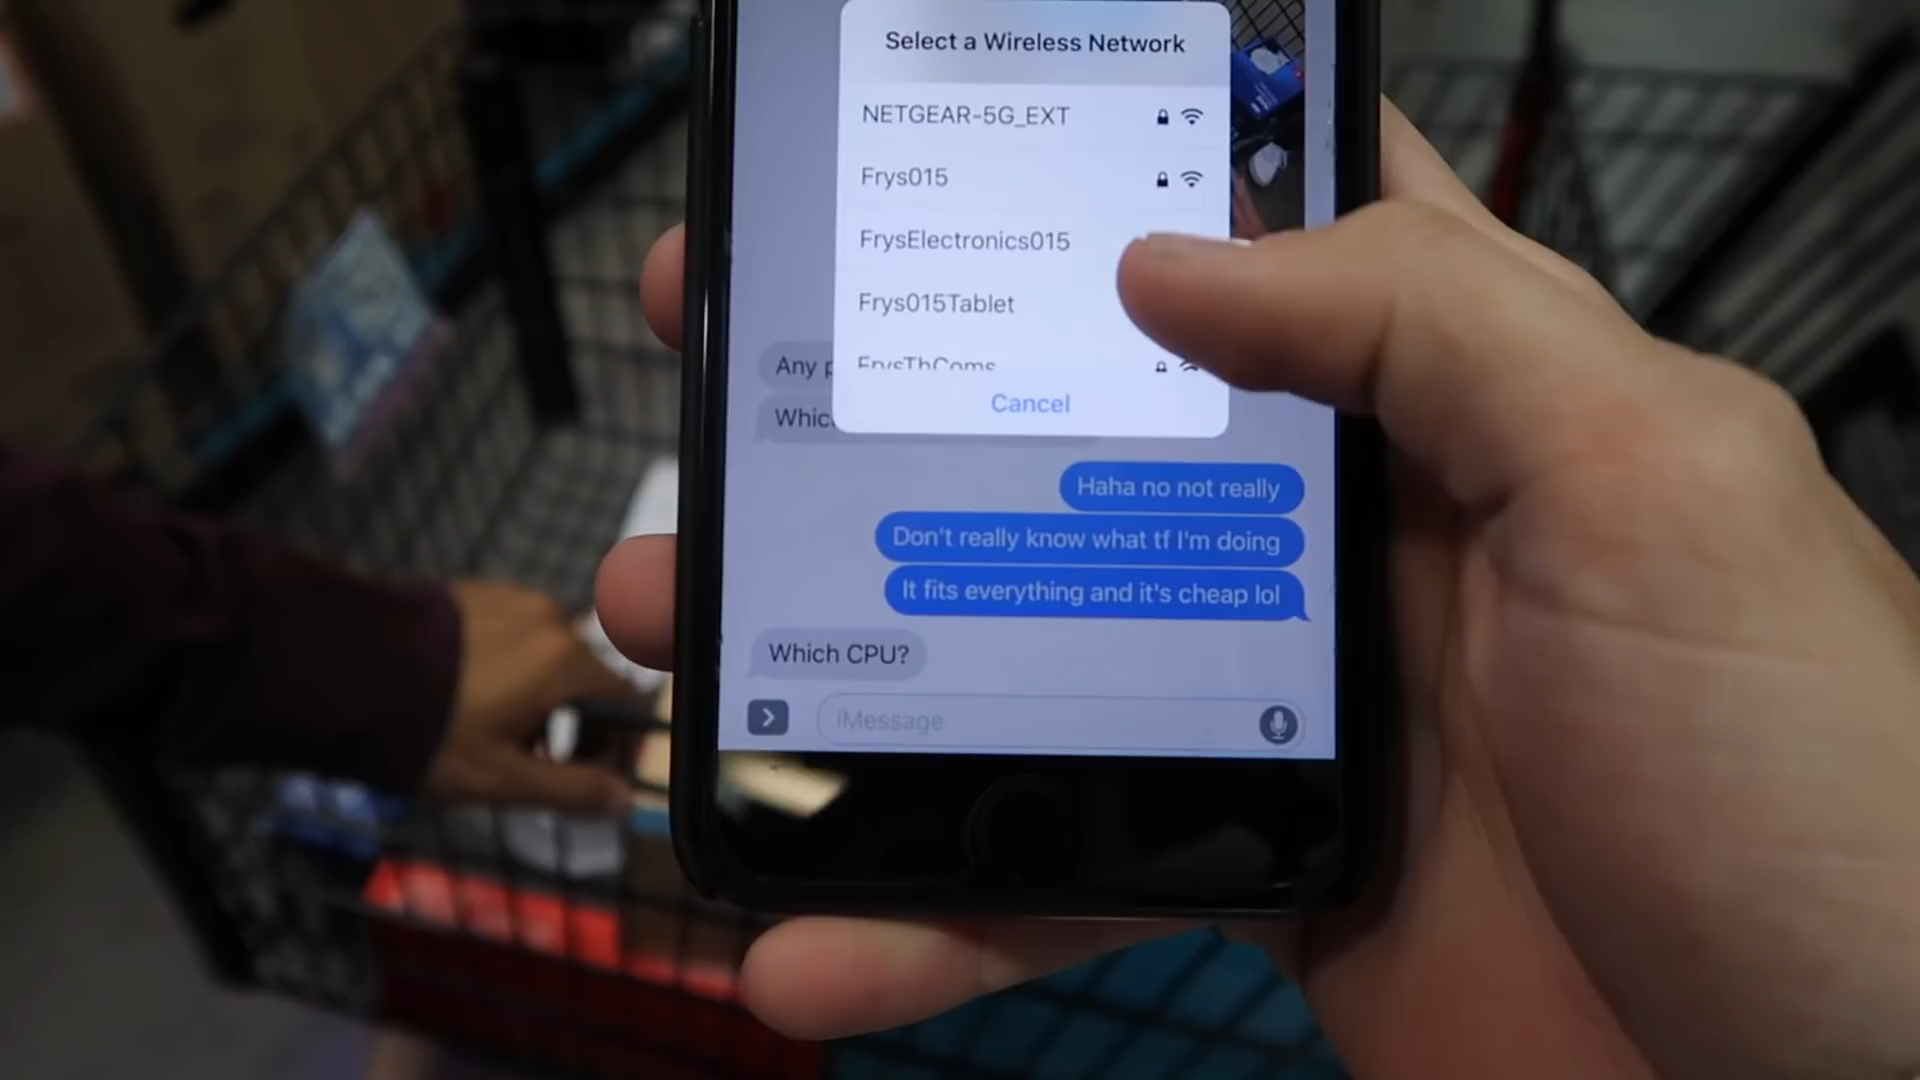 Select a Wireless Network
NETGEAR-5G_EXT
Frys015
FrysElectronics015
Frys015Tablet
FrysThComs
Any
Cancel
Haha no not really
Don't really know what tf I'm doing
It fits everything and it's cheap lol
Which CPU?
iMessage